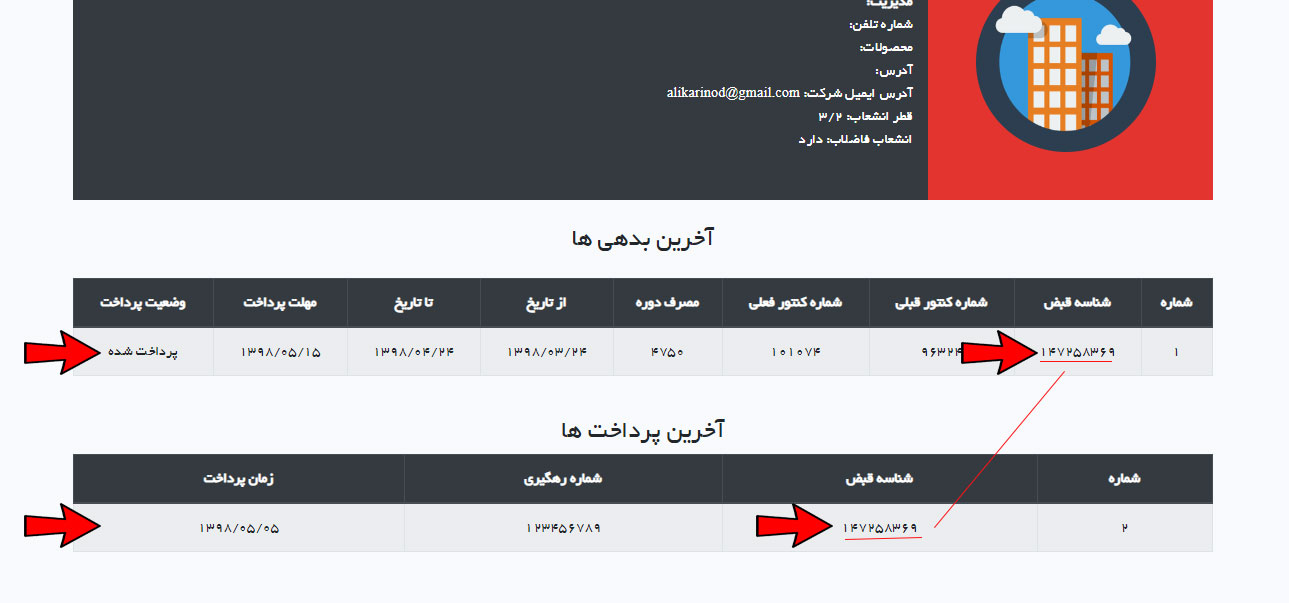 مدیریت:
شماره تلفن:
محصولات:
آدرس:
آدرس ایمیل شرکت: alikarinod@gmail.com
قطر انشعاب: ۳/۲
انشعاب فاضلاب: دارد
آخرین بدهی ها
شماره شناسه قبض شماره کنتور قبلی شماره کنتور فعلی مصرف دوره از تاریخ تا تاریخ مهلت پرداخت وضعیت پرداخت
۱ ۱۴۷۲۵۸۳۶۹ ۹۶۳۲۴ ۱۰۱۰۷۴ ۴۷۵۰ ۱۳۹۸/۰۳/۲۴ ۱۳۹۸/۰۴/۲۴ ۱۳۹۸/۰۵/۱۵ پرداخت شده
آخرین پرداخت ها
شماره شناسه قبض شماره رهگیری زمان پرداخت
۲ ۱۴۷۲۵۸۳۶۹ ۱۲۳۴۵۶۷۸۹ ۱۳۹۸/۰۵/۰۵